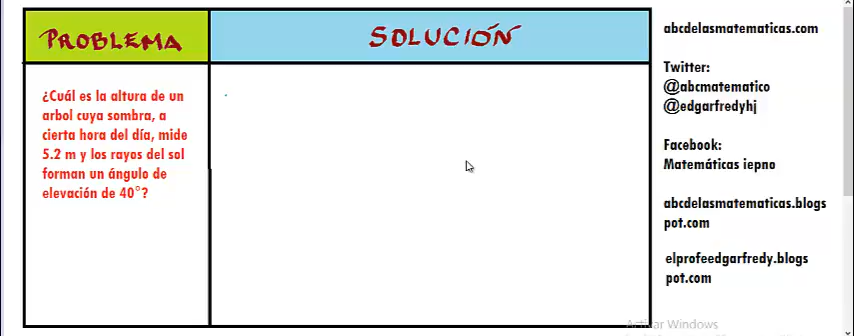 PROBLEMA
SOLUCIÓN
¿Cuál es la altura de un
arbol cuya sombra, a
cierta hora del día, mide
5.2 m y los rayos del sol
forman un ángulo de
elevación de 40°?
abcdelasmatematicas.com
Twitter:
@abcmatematico
@edgarfredyhj
Facebook:
Matemáticas iepno
abcdelasmatematicas.blogs
pot.com
elprofeedgarfredy.blogs
pot.com
Activar Windows